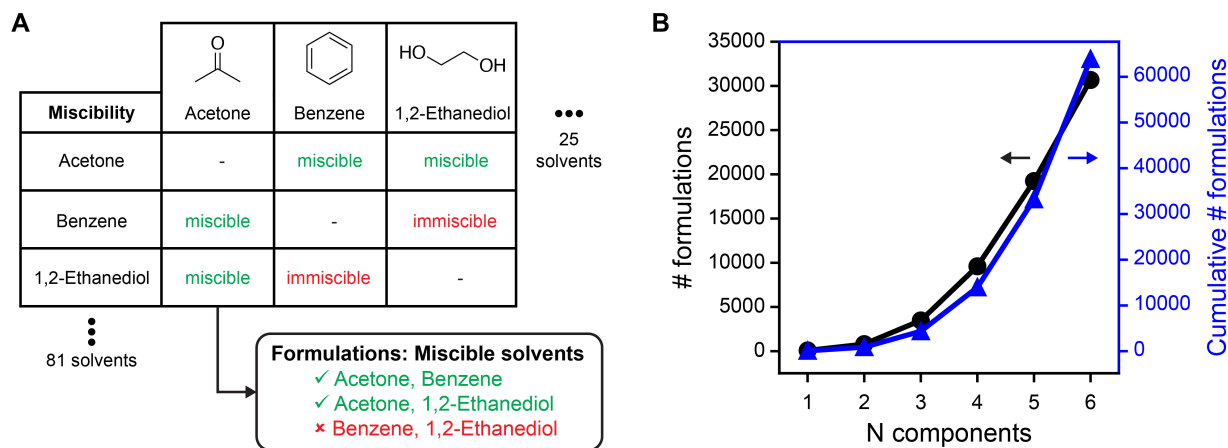 A
O
HO
OH
Miscibility
Acetone
Benzene
1,2-Ethanediol
25
solvents
Acetone
-
miscible
miscible
Benzene
miscible
-
immiscible
1,2-Ethanediol
miscible
immiscible
-
81 solvents
Formulations: Miscible solvents
✓ Acetone, Benzene
✓ Acetone, 1,2-Ethanediol
✗ Benzene, 1,2-Ethanediol
B
# formulations
35000
30000
25000
20000
15000
10000
5000
0
1 2 3 4 5 6
N components
60000
50000
40000
30000
20000
10000
0
Cumulative # formulations